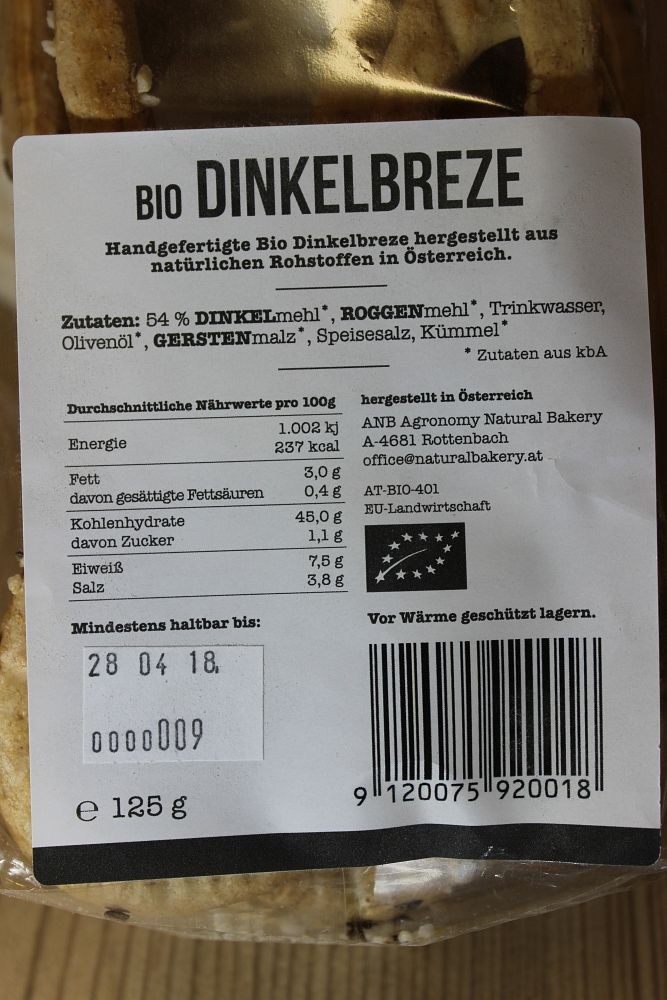 BIO DINKELBREZE
Handgefertigte Bio Dinkelbreze hergestellt aus
natürlichen Rohstoffen in Österreich.
Zutaten: 54 % DINKELmehl*, ROGGENmehl*, Trinkwasser,
Olivenöl*, GERSTENmalz*, Speisesalz, Kümmel*
* Zutaten aus kbA
Durchschnittliche Nährwerte pro 100g
Energie 1.002 kj
237 kcal
Fett 3,0 g
davon gesättigte Fettsäuren 0,4 g
Kohlenhydrate 45,0 g
davon Zucker 1,1 g
Eiweiß 7,5 g
Salz 3,8 g
Mindestens haltbar bis:
28 04 18.
0000009
℮ 125 g
hergestellt in Österreich
ANB Agronomy Natural Bakery
A-4681 Rottenbach
office@naturalbakery.at
AT-BIO-401
EU-Landwirtschaft
Vor Wärme geschützt lagern.
9 120075 920018